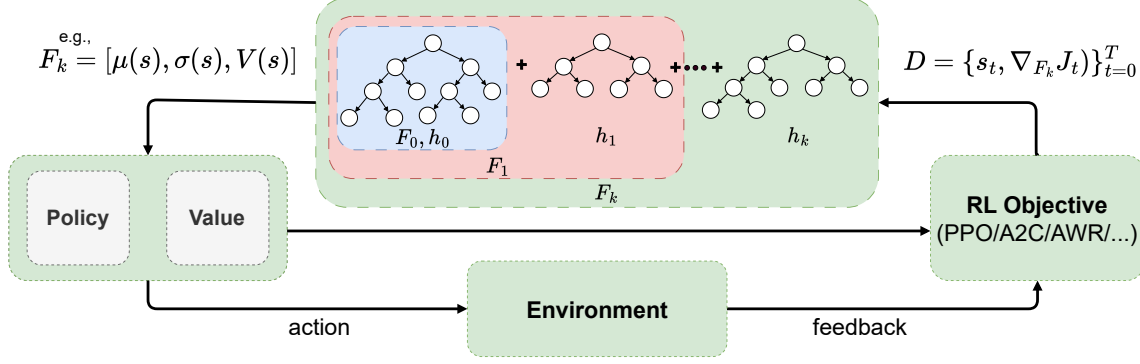 e.g.,
F_k = [μ(s), σ(s), V(s)]
+
+••••+
D = {s_t, ∇_{F_k} J_t)}_{t=0}^T
F_0, h_0
h_1
h_k
F_1
F_k
Policy
Value
RL Objective
(PPO/A2C/AWR/...)
Environment
action
feedback